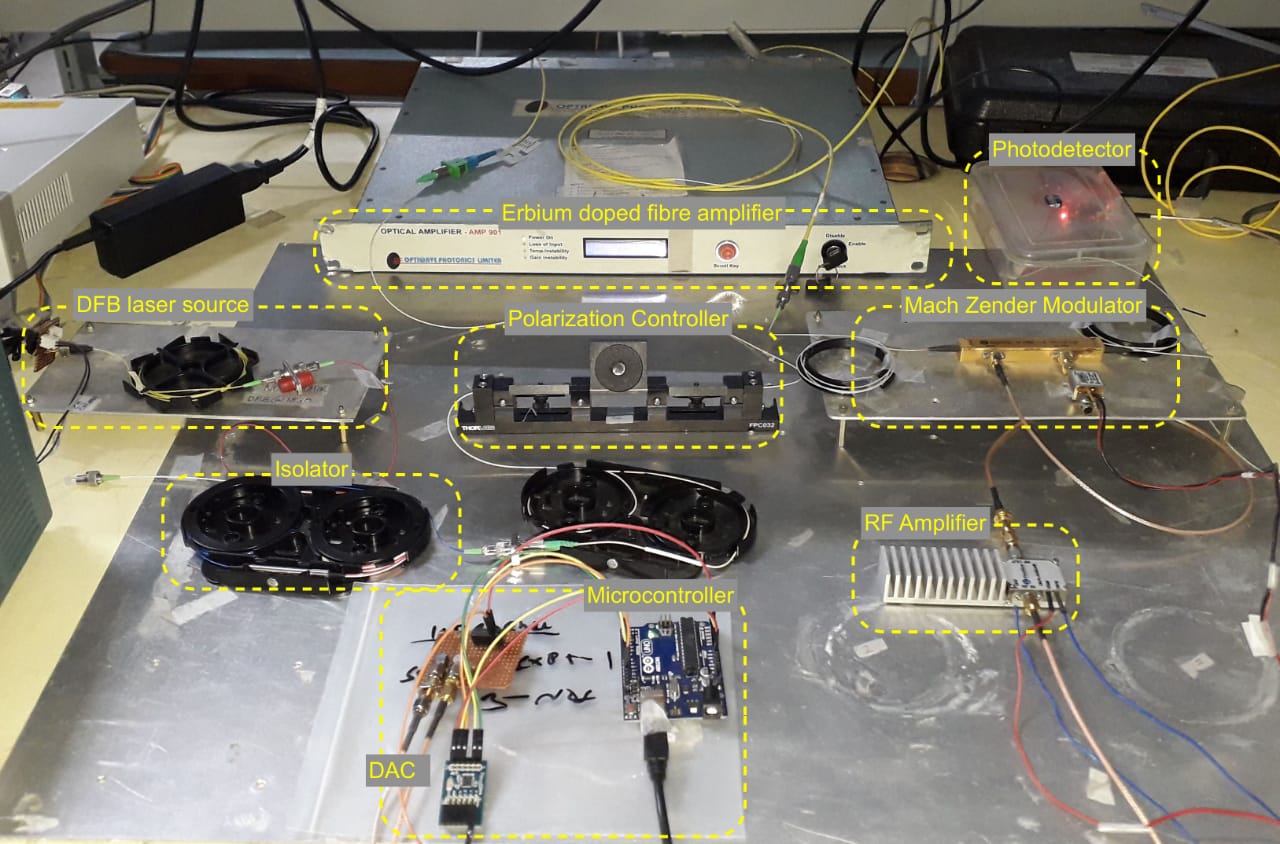 Photodetector
Erbium doped fibre amplifier
OPTICAL AMPLIFIER - AMP 901
Power On
Loss of Input
Temp.Instability
Gain Instability
OPTIWAVE PHOTONICS LIMITED
Reset Key
Disable
Enable
DFB laser source
Polarization Controller
Mach Zender Modulator
THORLABS
FPC032
Isolator
RF Amplifier
Microcontroller
UNO
DAC